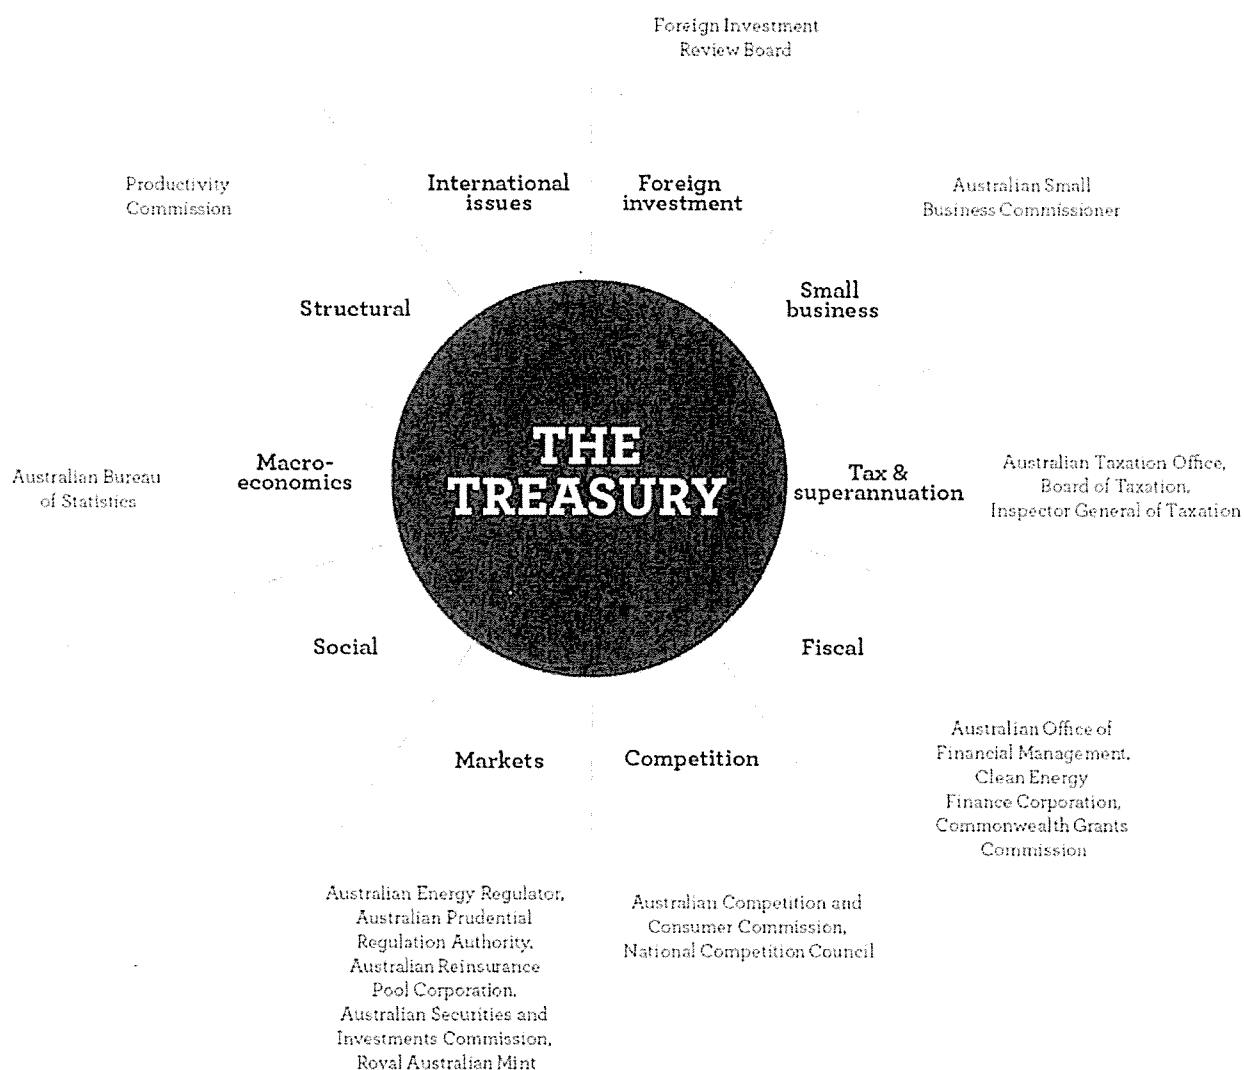 Foreign Investment
Review Board
Productivity
Commission
International
issues
Foreign
investment
Australian Small
Business Commissioner
Structural
Small
business
Australian Bureau
of Statistics
Macro-
economics
THE
TREASURY
Tax &
superannuation
Australian Taxation Office,
Board of Taxation,
Inspector General of Taxation
Social
Fiscal
Markets
Competition
Australian Office of
Financial Management,
Clean Energy
Finance Corporation,
Commonwealth Grants
Commission
Australian Energy Regulator,
Australian Prudential
Regulation Authority,
Australian Reinsurance
Pool Corporation,
Australian Securities and
Investments Commission,
Royal Australian Mint
Australian Competition and
Consumer Commission,
National Competition Council